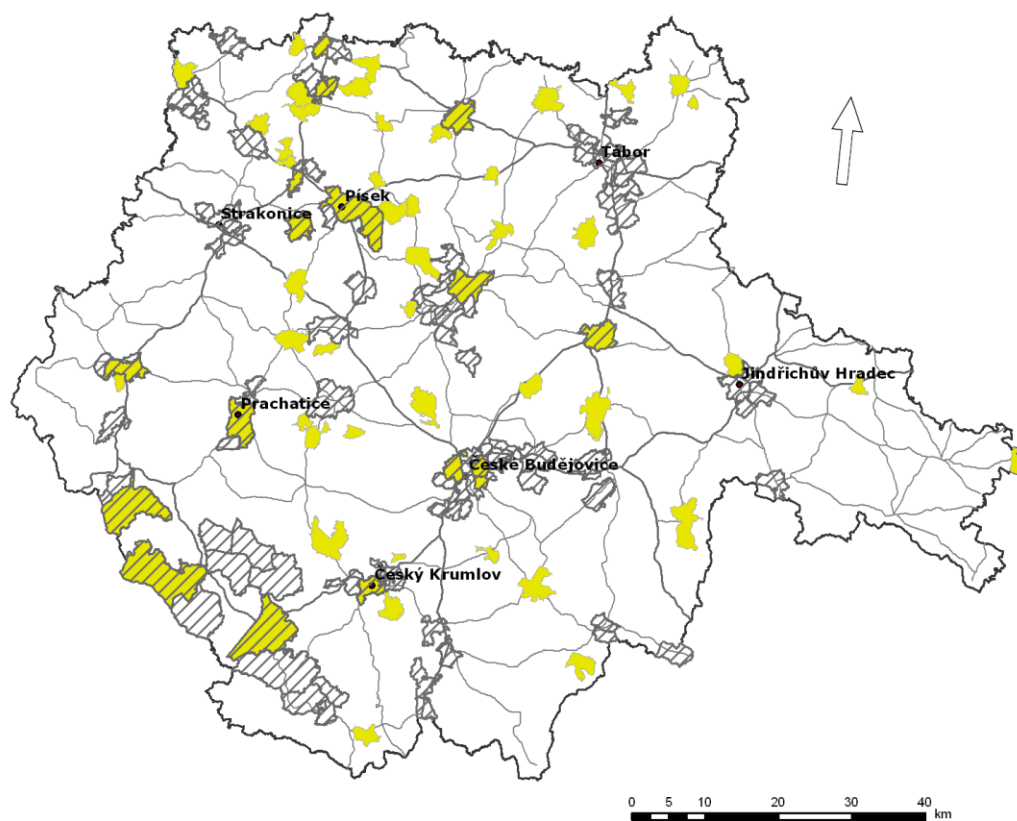 Tábor
Písek
Strakonice
Jindřichův Hradec
Prachatice
České Budějovice
Český Krumlov
0 5 10 20 30 40
km